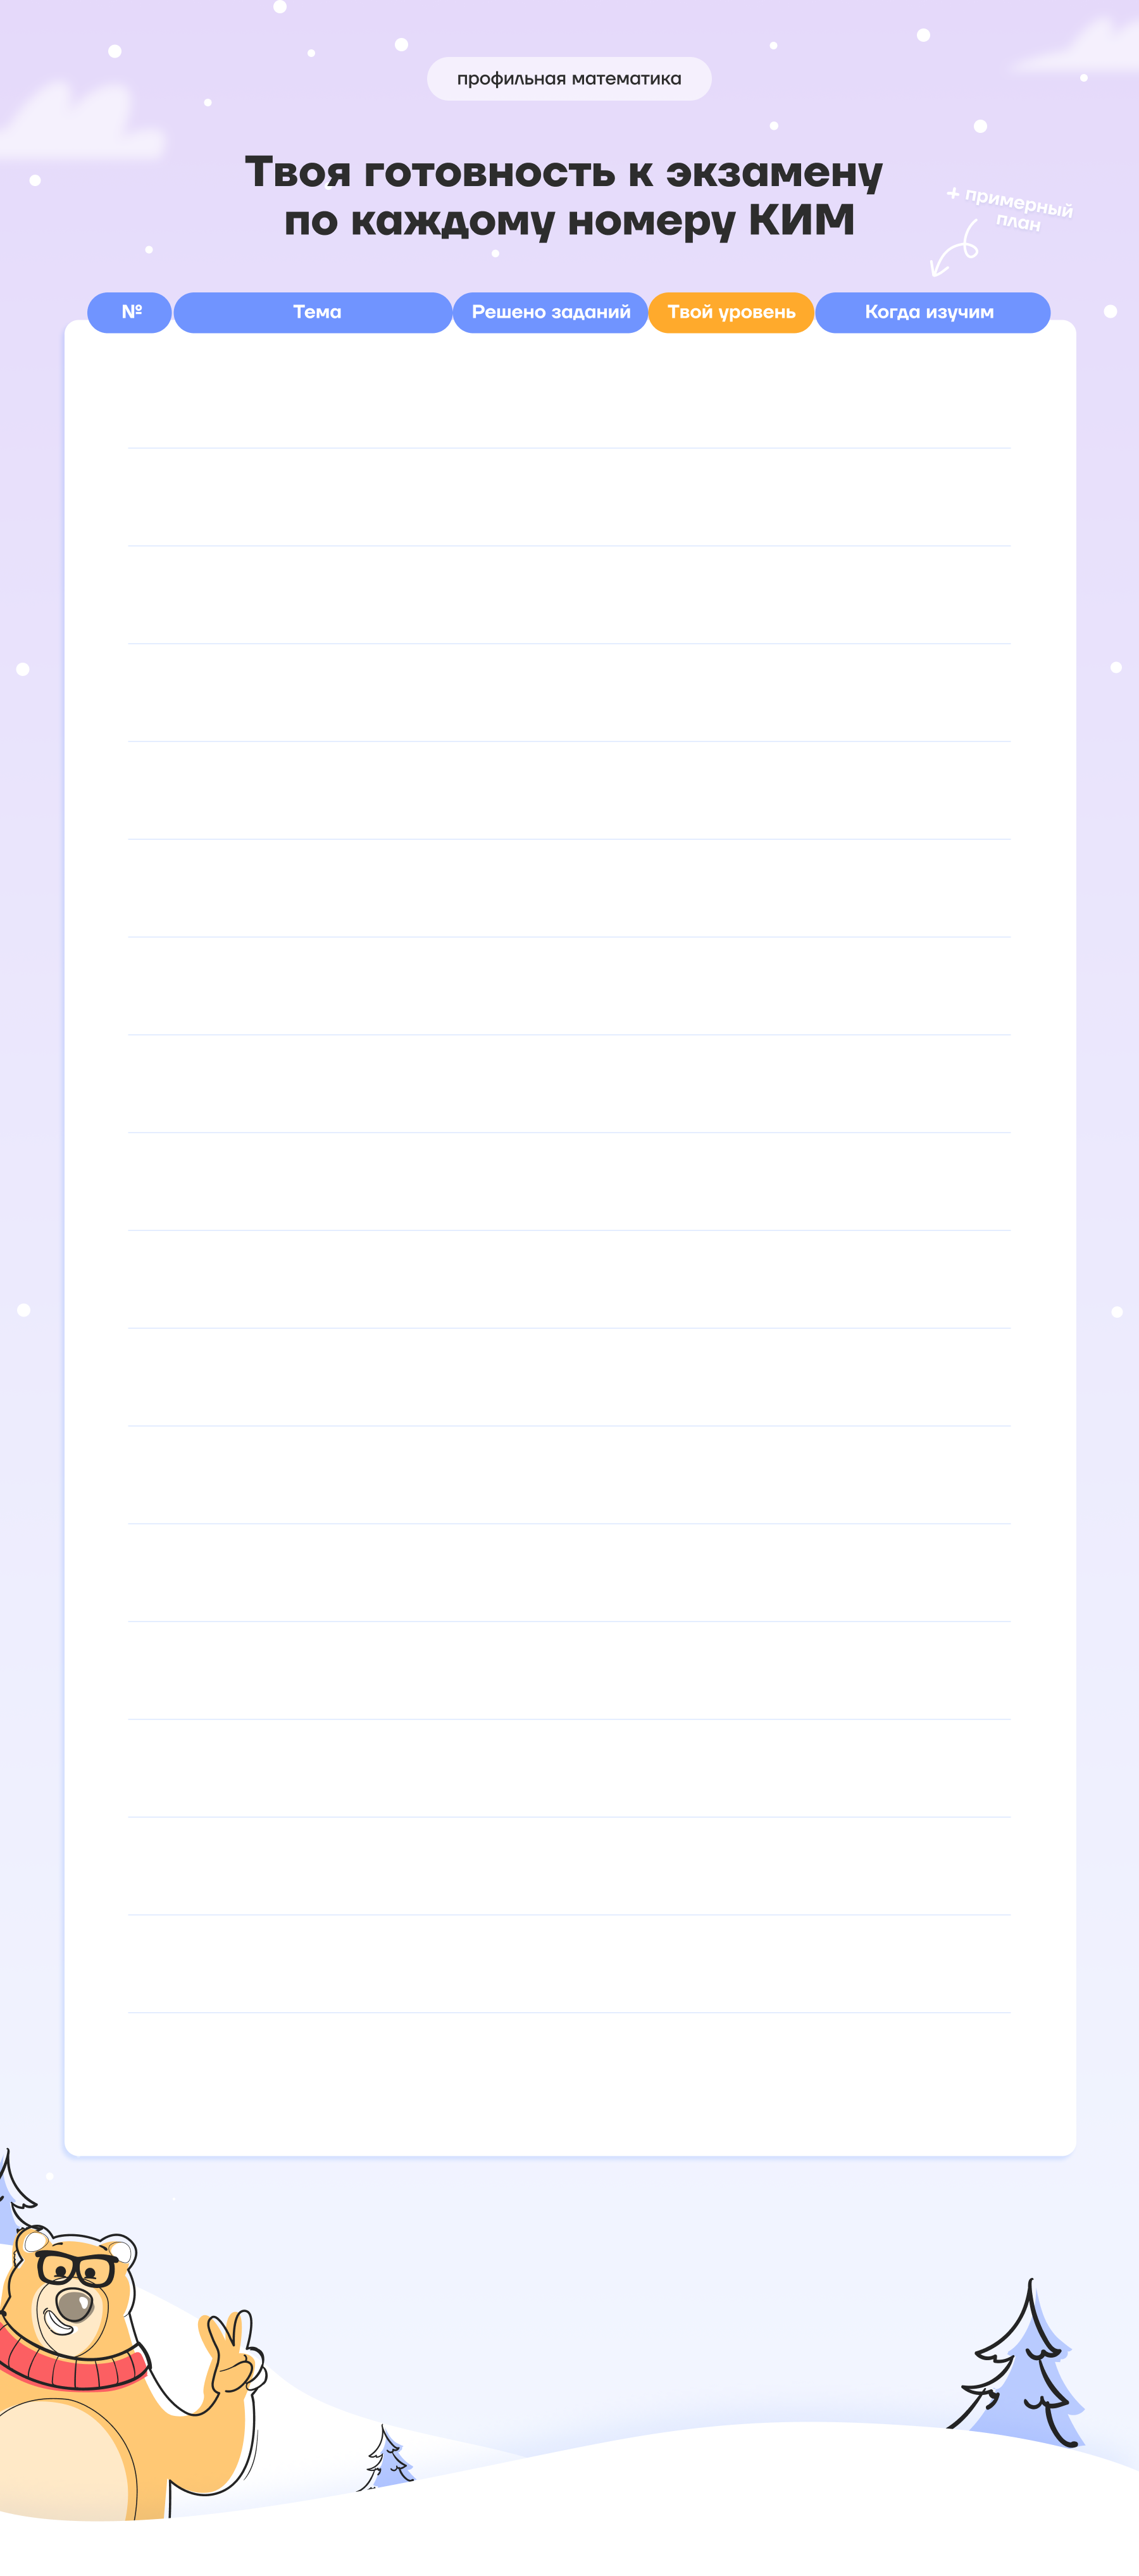 профильная математика
Твоя готовность к экзамену
по каждому номеру КИМ
+ примерный
план
№ Тема Решено заданий Твой уровень Когда изучим